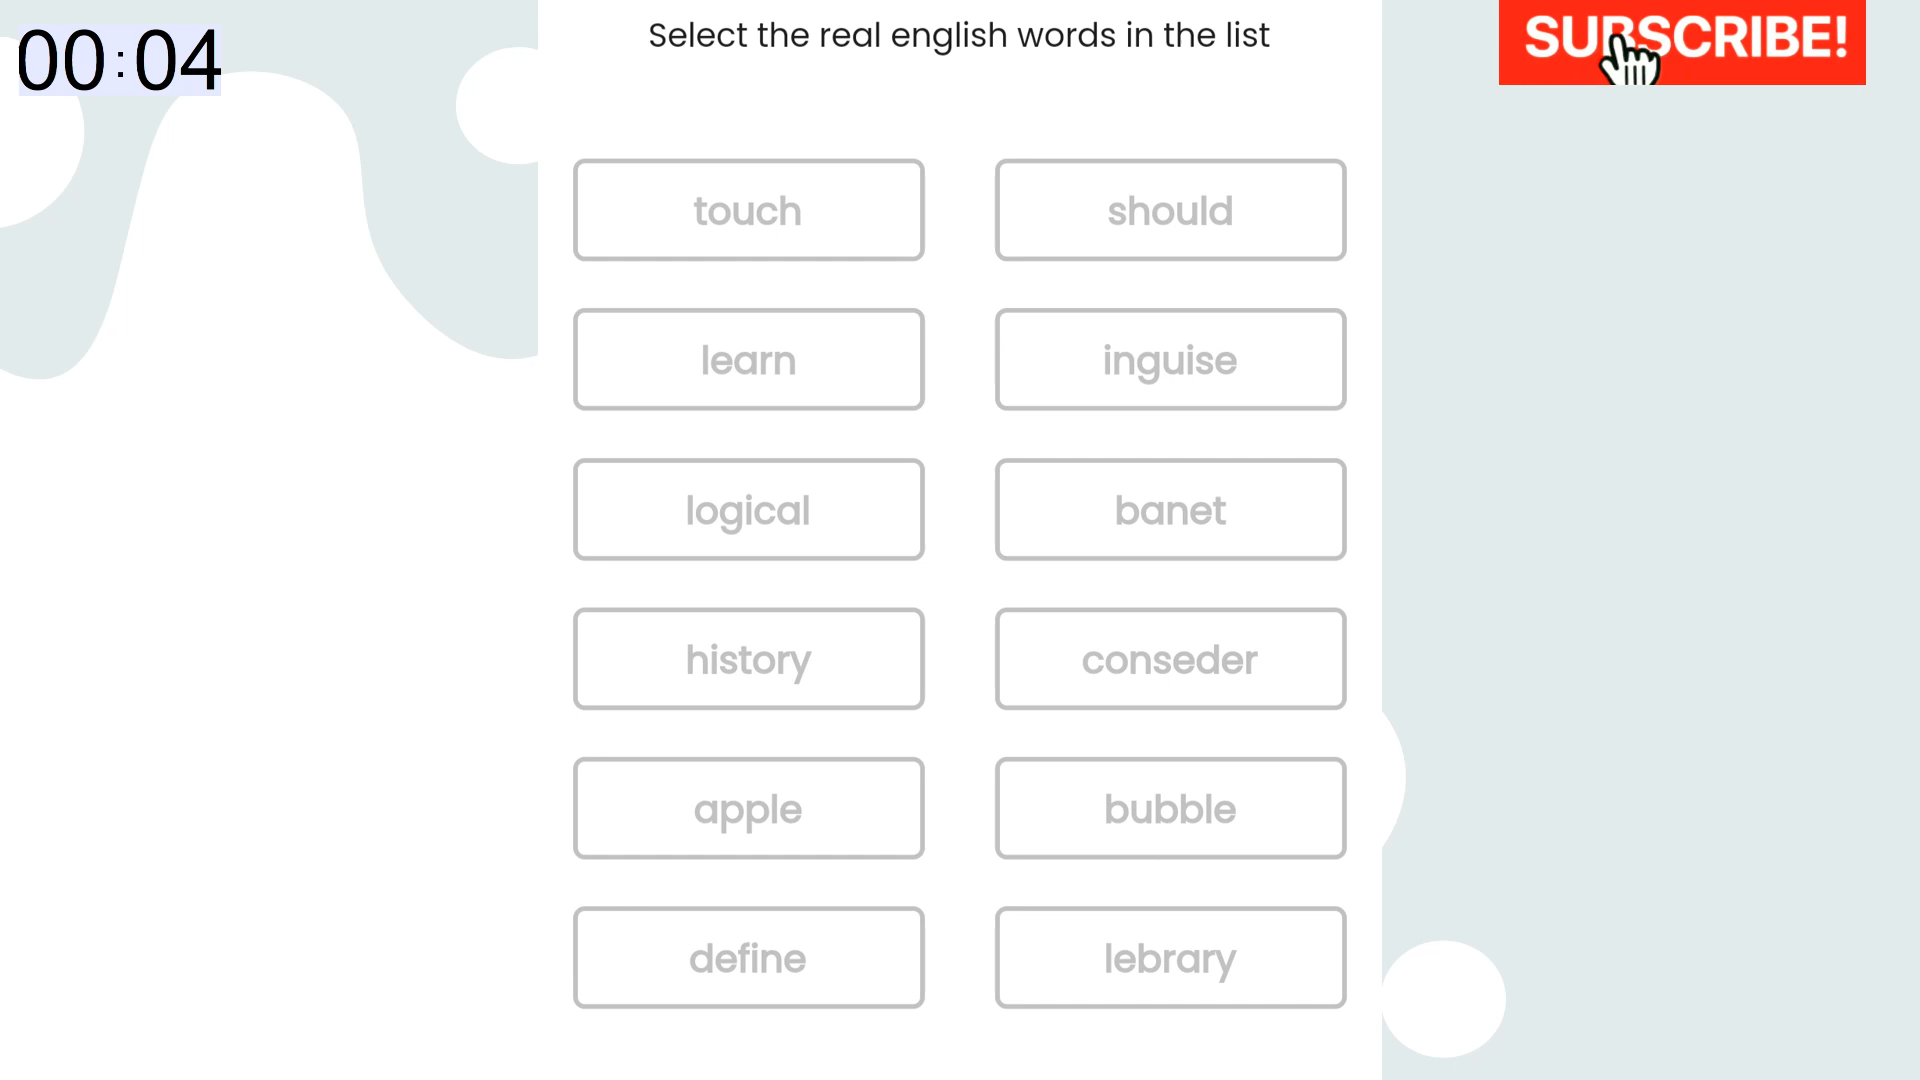 00:04
Select the real english words in the list
SUBSCRIBE!
touch
should
learn
inguise
logical
banet
history
conseder
apple
bubble
define
lebrary